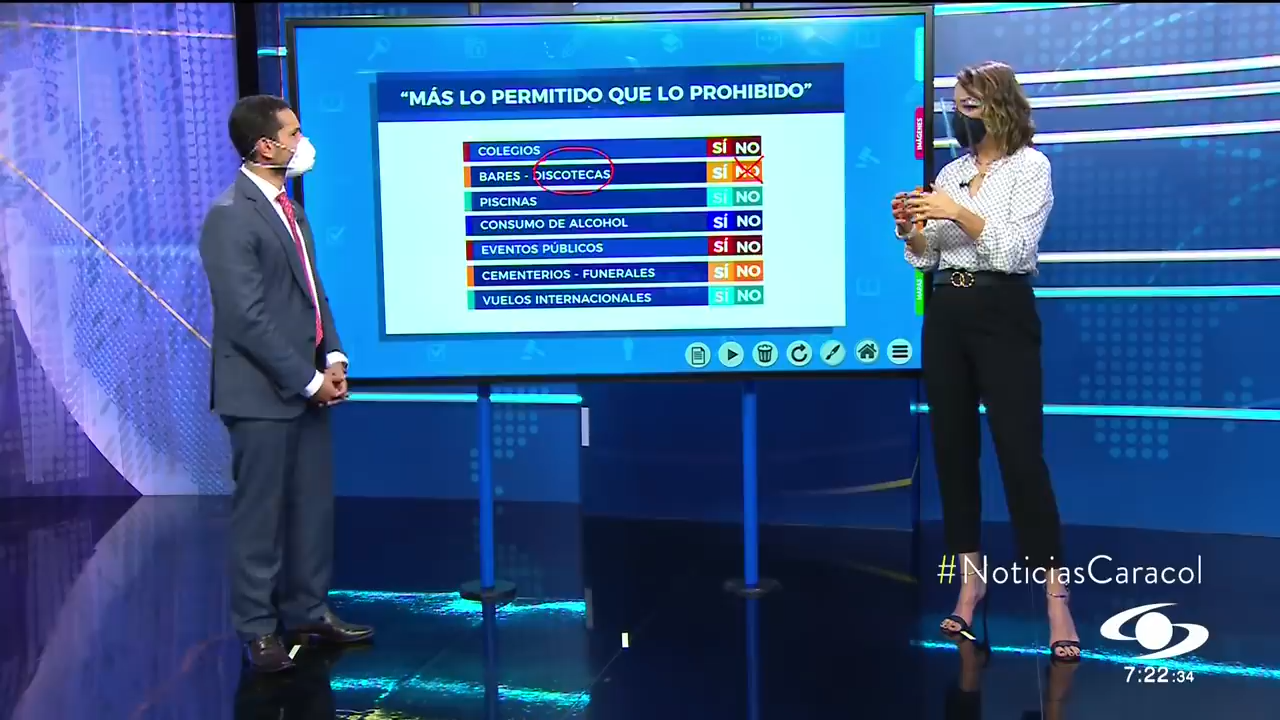 “MÁS LO PERMITIDO QUE LO PROHIBIDO”
COLEGIOS SÍ NO
BARES - DISCOTECAS SÍ NO
PISCINAS SÍ NO
CONSUMO DE ALCOHOL SÍ NO
EVENTOS PÚBLICOS SÍ NO
CEMENTERIOS - FUNERALES SÍ NO
VUELOS INTERNACIONALES SÍ NO
IMÁGENES
MAPAS
#NoticiasCaracol
7:22:34